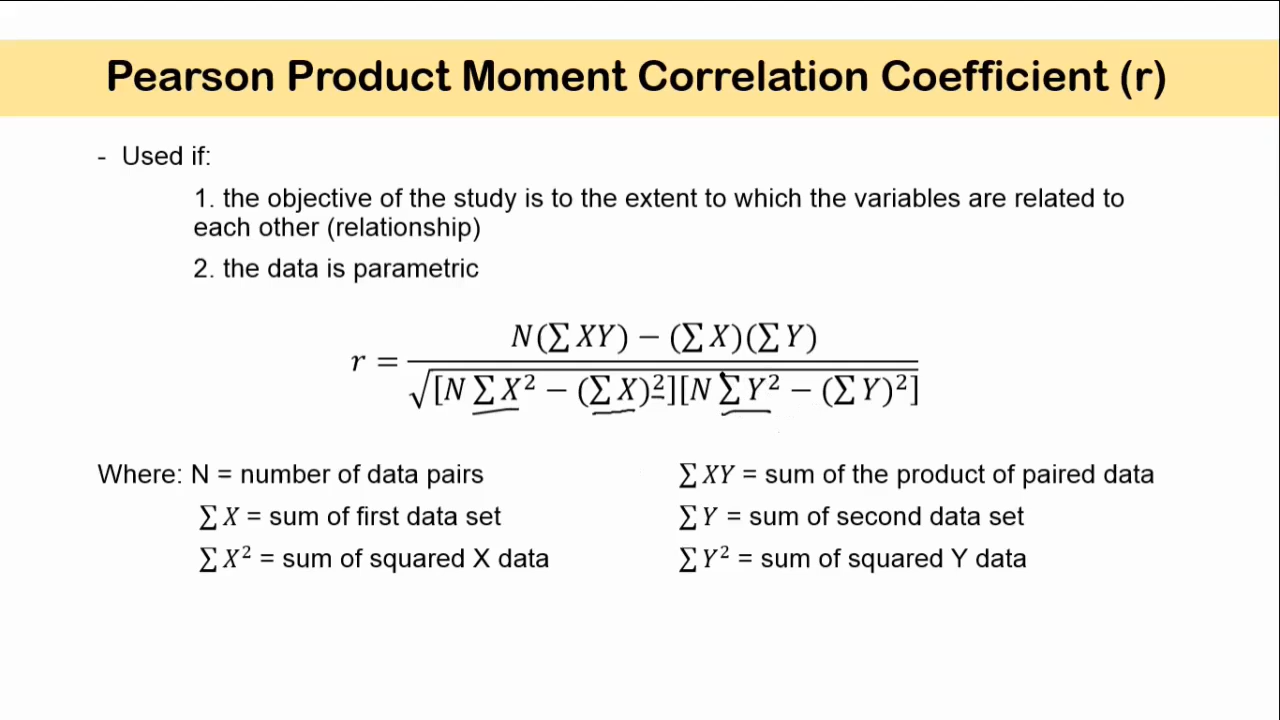 Pearson Product Moment Correlation Coefficient (r)
- Used if:
1. the objective of the study is to the extent to which the variables are related to
each other (relationship)
2. the data is parametric
r = N(∑ XY) − (∑ X)(∑ Y) / √[N ∑ X² − (∑ X)²][N ∑ Y² − (∑ Y)²]
Where: N = number of data pairs
∑ X = sum of first data set
∑ X² = sum of squared X data
∑ XY = sum of the product of paired data
∑ Y = sum of second data set
∑ Y² = sum of squared Y data